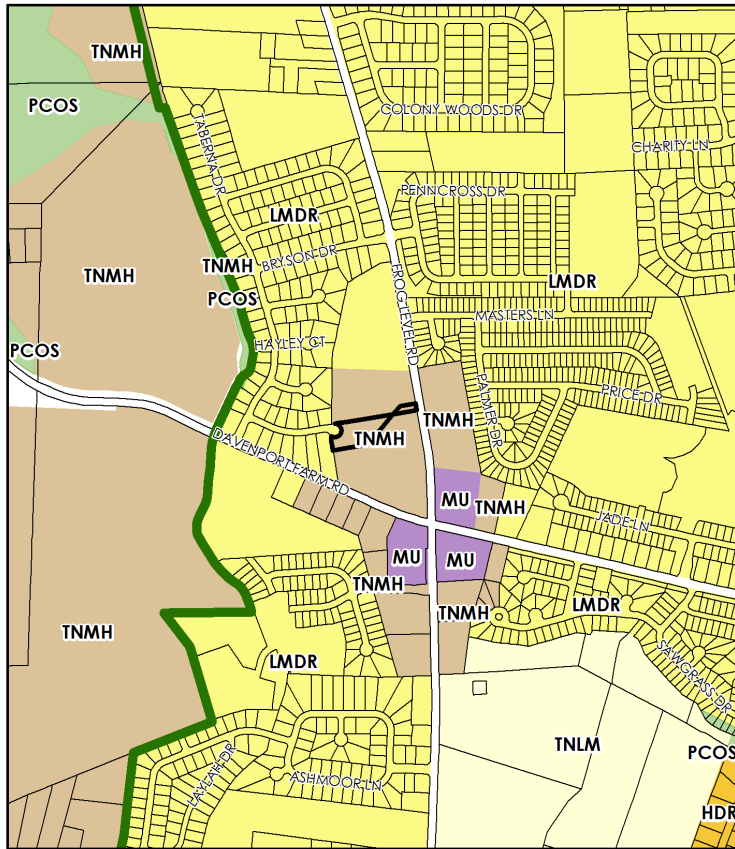 TNMH
PCOS
COLONY WOODS DR
TABERNA DR
CHARITY LN
PENNCROSS DR
LMDR
BRYSON DR
TNMH
TNMH
FROG LEVEL RD
LMDR
PCOS
MASTERS LN
HAYLEY CT
PCOS
PALMER DR
PRICE DR
TNMH
TNMH
DAVENPORT FARM RD
MU
TNMH
JADE LN
MU
MU
TNMH
TNMH
LMDR
TNMH
LMDR
SAWGRASS DR
TNLM
PCOS
LAYLAH DR
ASHMOOR LN
HDR